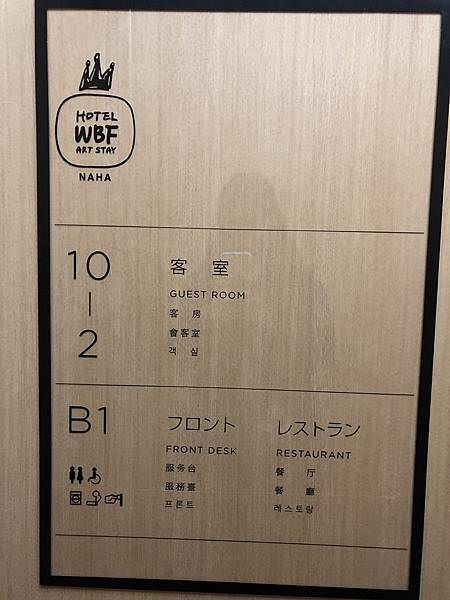 HOTEL
WBF
ART STAY
NAHA
10
|
2
客 室
GUEST ROOM
客 房
會客室
객 실
B1
フロント
FRONT DESK
服务台
服務臺
프론트
レストラン
RESTAURANT
餐 厅
餐 廳
레스토랑